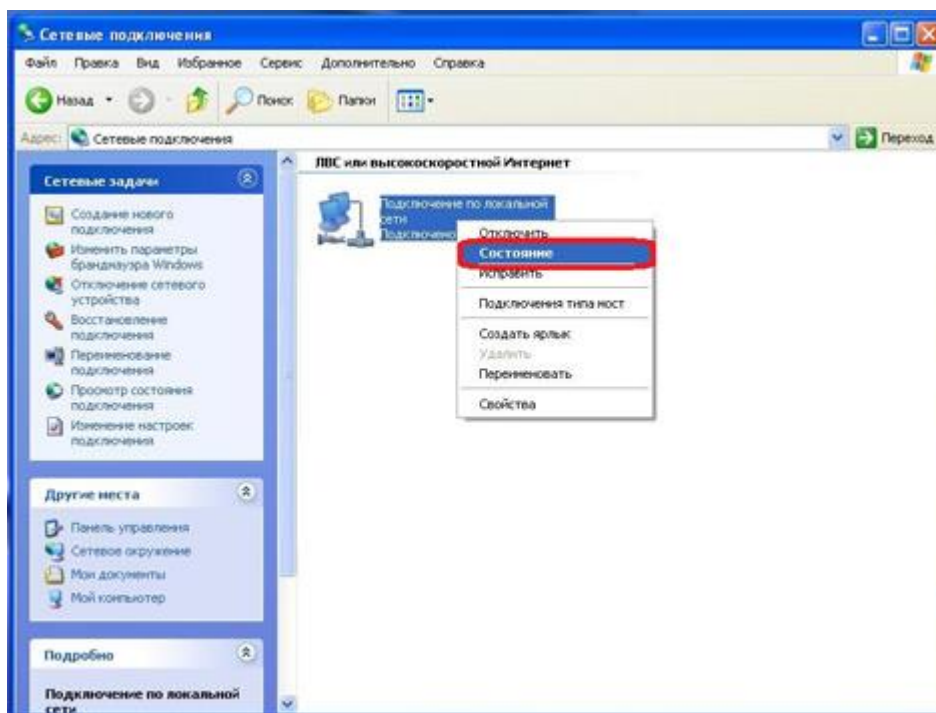 Сетевые подключения
Файл Правка Вид Избранное Сервис Дополнительно Справка
Назад Поиск Папки
Адрес: Сетевые подключения Переход
Сетевые задачи
Создание нового
подключения
Изменить параметры
брандмауэра Windows
Отключение сетевого
устройства
Восстановление
подключения
Переименование
подключения
Просмотр состояния
подключения
Изменение настроек
подключения
Другие места
Панель управления
Сетевое окружение
Мои документы
Мой компьютер
Подробно
Подключение по локальной
сети
ЛВС или высокоскоростной Интернет
Подключение по локальной
сети
Подключено
Отключить
Состояние
Исправить
Подключения типа мост
Создать ярлык
Удалить
Переименовать
Свойства